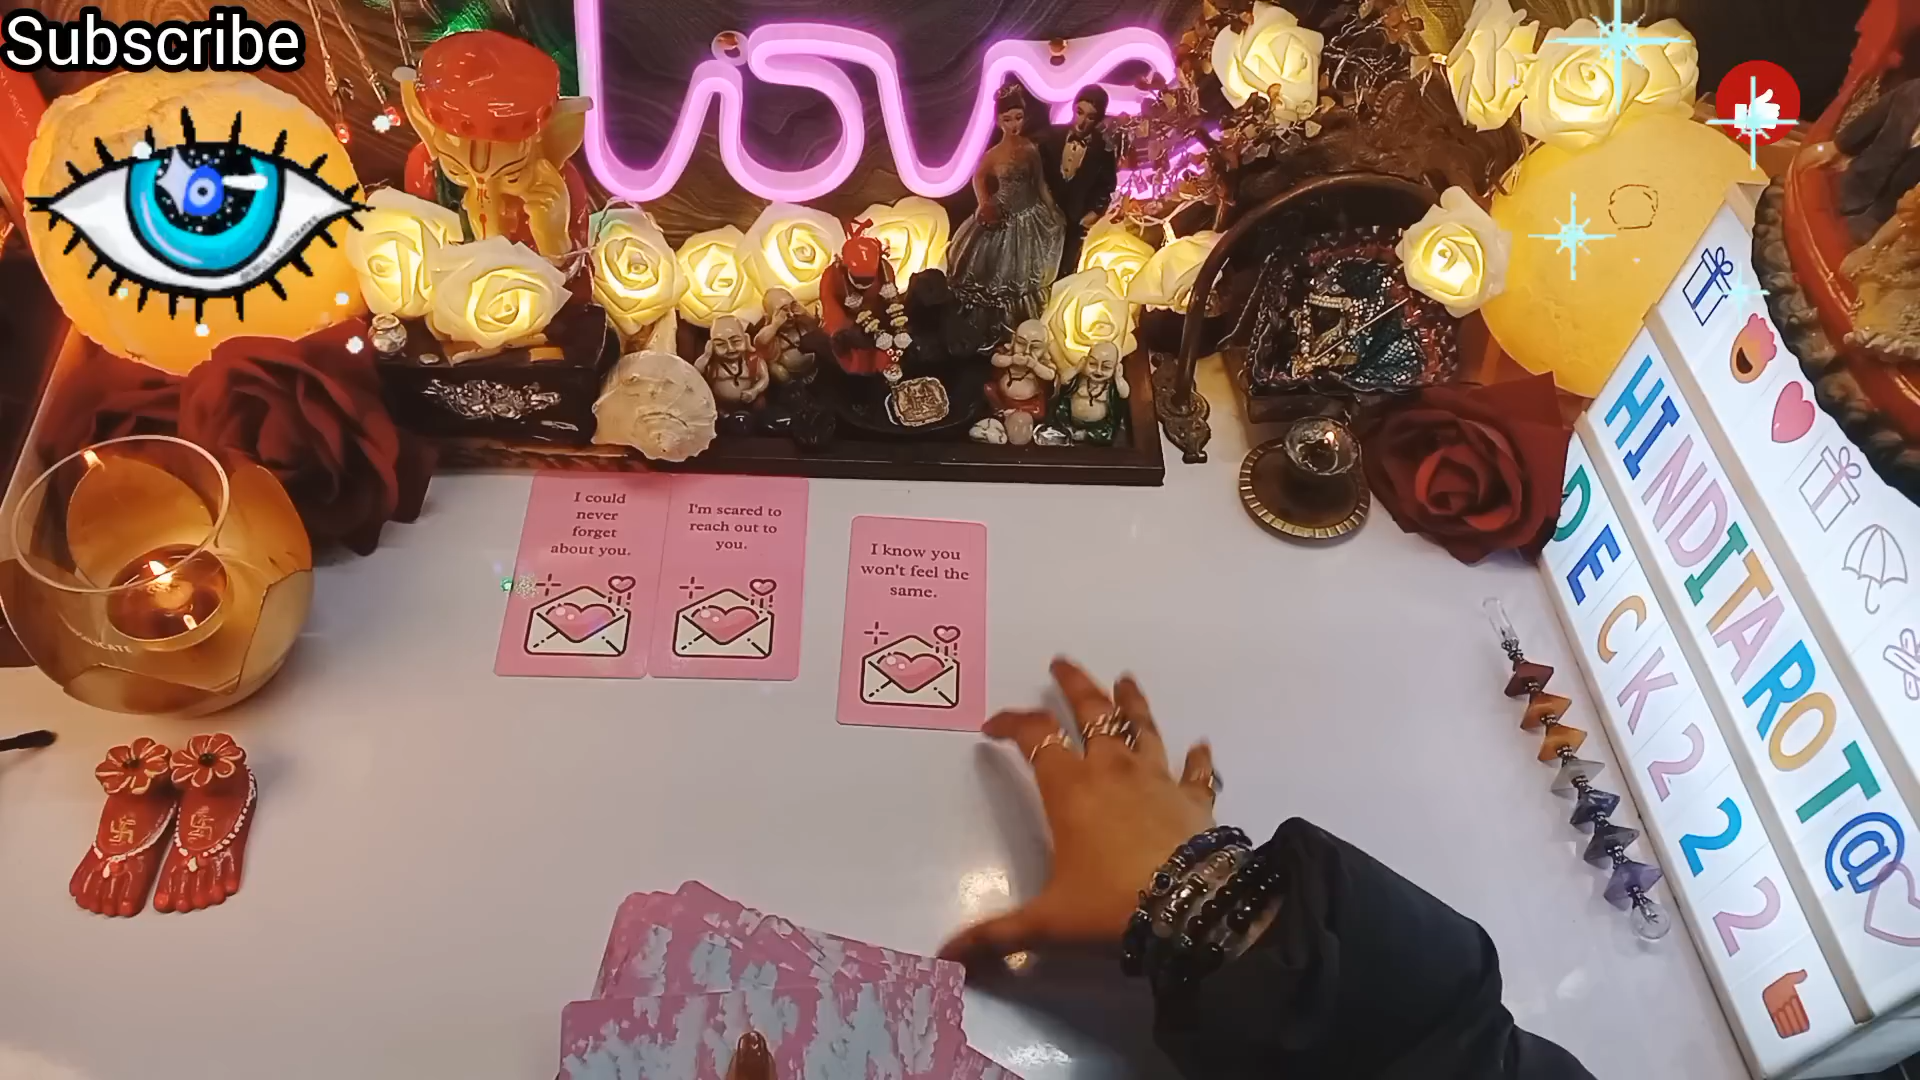 Subscribe
love
I could
never
forget
about you.
I'm scared to
reach out to
you.
I know you
won't feel the
same.
HINDITAROT@
DECK2222